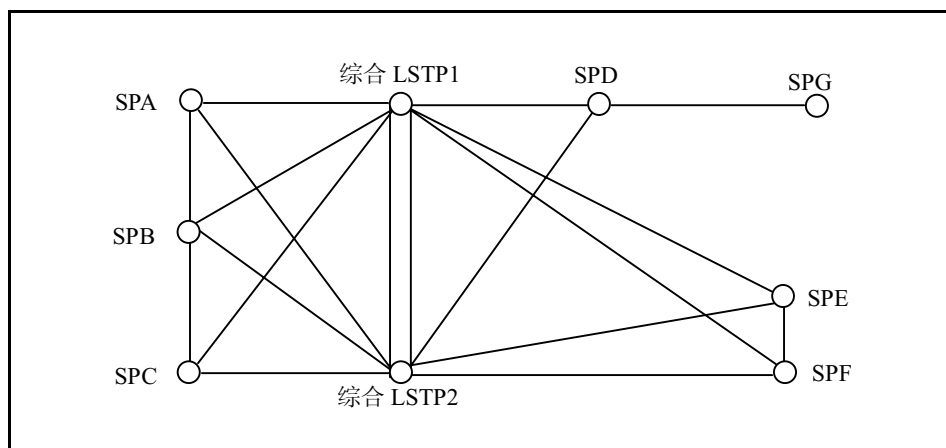 综合 LSTP1
SPD
SPG
SPA
SPB
SPE
SPC
SPF
综合 LSTP2